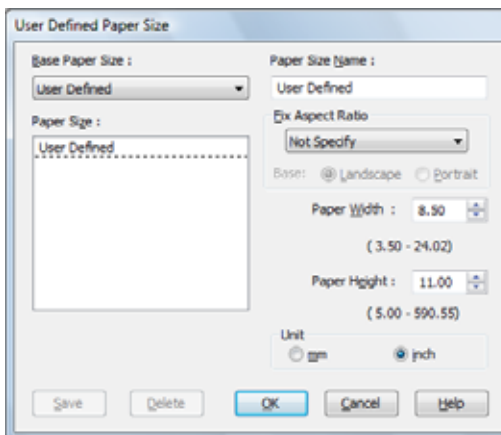 User Defined Paper Size
Base Paper Size :
User Defined
Paper Size :
User Defined
Paper Size Name :
User Defined
Fix Aspect Ratio
Not Specify
Base: Landscape Portrait
Paper Width : 8.50
( 3.50 - 24.02)
Paper Height : 11.00
(5.00 - 590.55)
Unit
mm inch
Save Delete OK Cancel Help